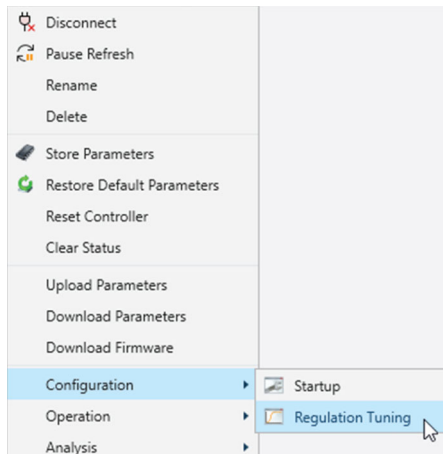 Disconnect
Pause Refresh
Rename
Delete
Store Parameters
Restore Default Parameters
Reset Controller
Clear Status
Upload Parameters
Download Parameters
Download Firmware
Configuration
Startup
Operation
Regulation Tuning
Analysis